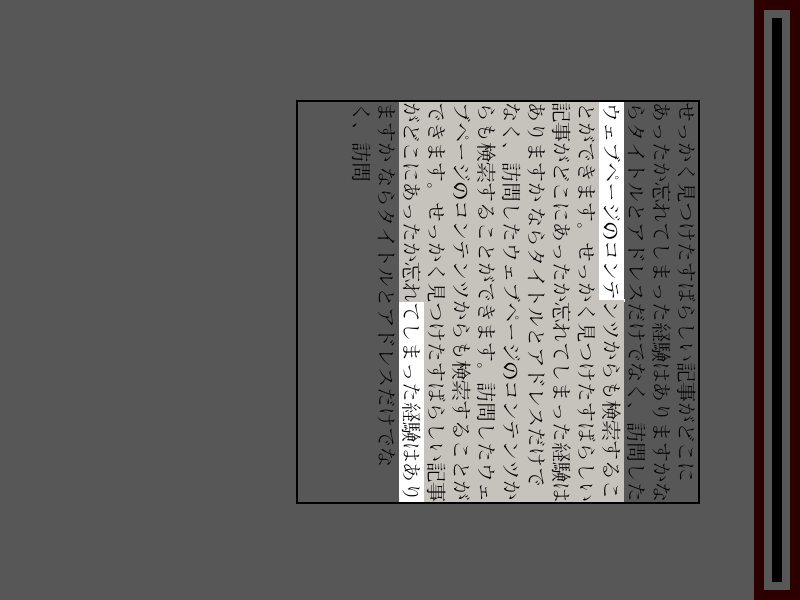 せっかく見つけたすばらしい記事がどこに
あったか忘れてしまった経験はありますかな
らタイトルとアドレスだけでなく、訪問した
ウェブページのコンテンツからも検索するこ
とができます。せっかく見つけたすばらしい
記事がどこにあったか忘れてしまった経験は
ありますかならタイトルとアドレスだけで
なく、訪問したウェブページのコンテンツか
らも検索することができます。訪問したウェ
ブページのコンテンツからも検索することが
できます。せっかく見つけたすばらしい記事
がどこにあったか忘れてしまった経験はあり
ますかならタイトルとアドレスだけでな
く、訪問